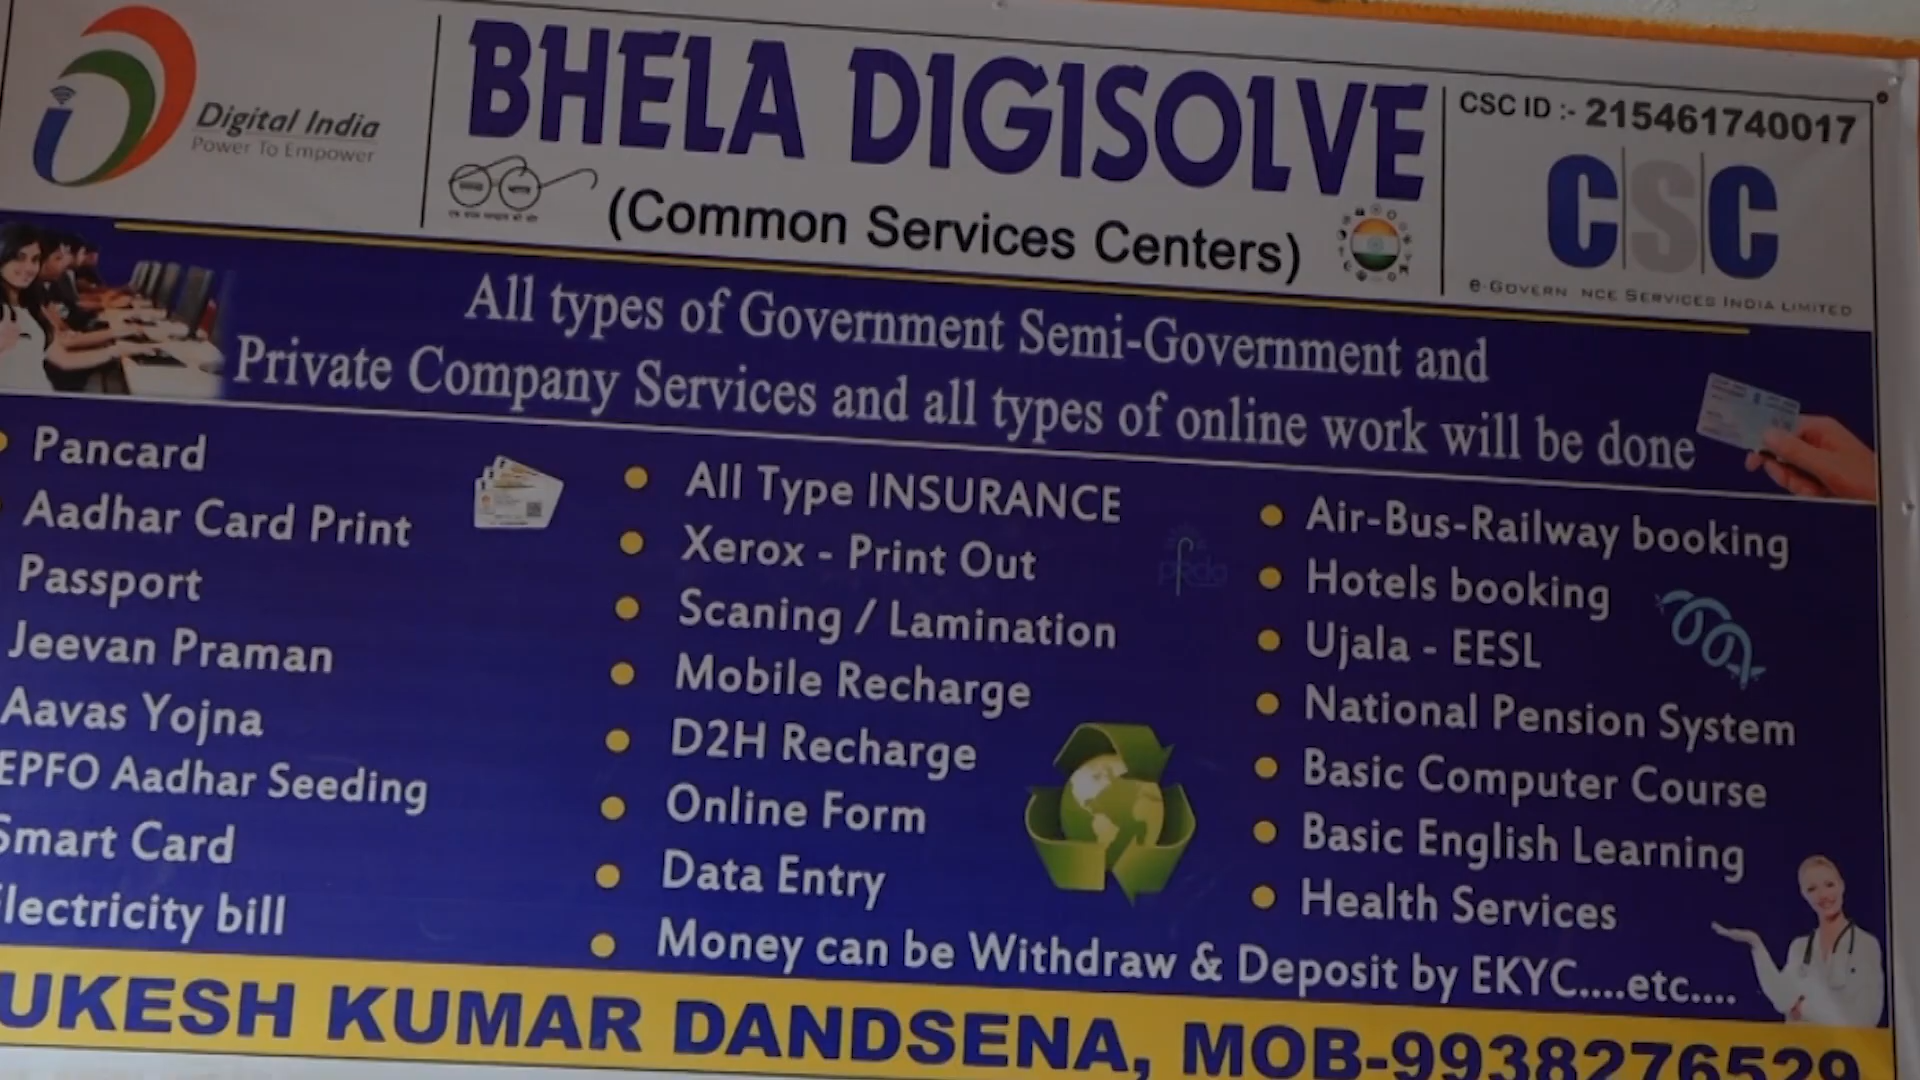 Digital India
Power To Empower
BHELA DIGISOLVE
(Common Services Centers)
CSC ID :- 215461740017
CSC
e-GOVERN NCE SERVICES INDIA LIMITED
All types of Government Semi-Government and
Private Company Services and all types of online work will be done
Pancard
Aadhar Card Print
Passport
Jeevan Praman
Aavas Yojna
EPFO Aadhar Seeding
Smart Card
lectricity bill
All Type INSURANCE
Xerox - Print Out
Scaning / Lamination
Mobile Recharge
D2H Recharge
Online Form
Data Entry
Money can be Withdraw & Deposit by EKYC....etc....
Air-Bus-Railway booking
Hotels booking
Ujala - EESL
National Pension System
Basic Computer Course
Basic English Learning
Health Services
UKESH KUMAR DANDSENA, MOB-9938276529